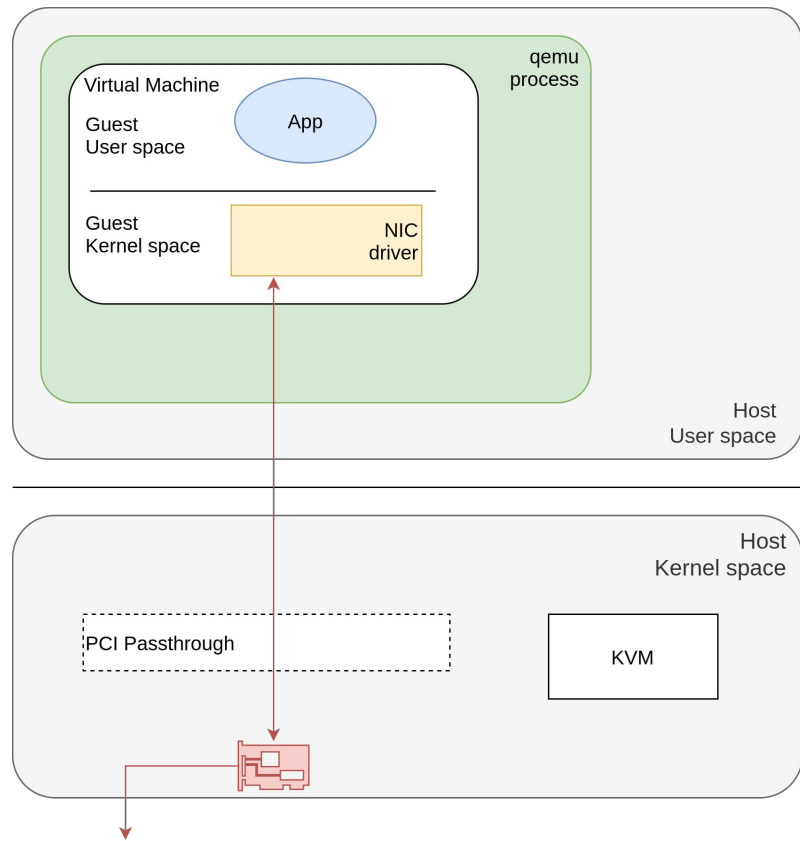 qemu
process
Virtual Machine
App
Guest
User space
Guest
Kernel space
NIC
driver
Host
User space
Host
Kernel space
PCI Passthrough
KVM